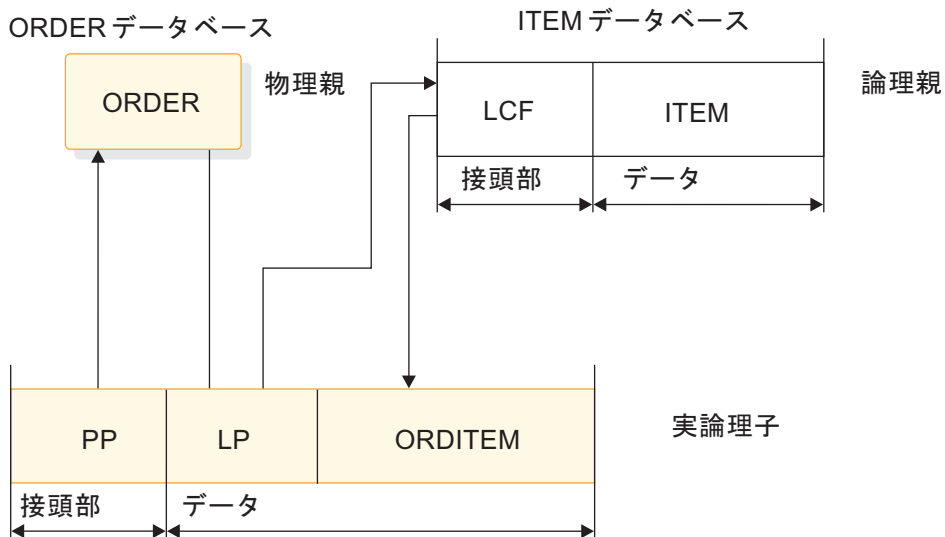 ORDER データベース
ITEM データベース
ORDER
物理親
LCF
ITEM
論理親
接頭部
データ
PP
LP
ORDITEM
実論理子
接頭部
データ